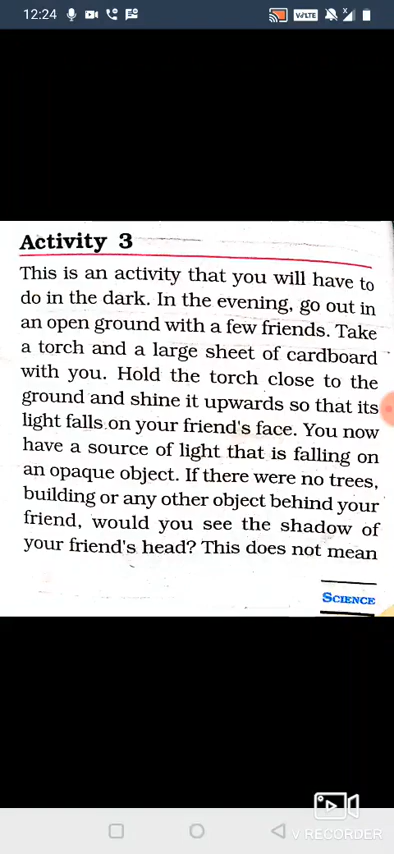 12:24
VoLTE
Activity 3
This is an activity that you will have to
do in the dark. In the evening, go out in
an open ground with a few friends. Take
a torch and a large sheet of cardboard
with you. Hold the torch close to the
ground and shine it upwards so that its
light falls on your friend's face. You now
have a source of light that is falling on
an opaque object. If there were no trees,
building or any other object behind your
friend, would you see the shadow of
your friend's head? This does not mean
SCIENCE
V RECORDER